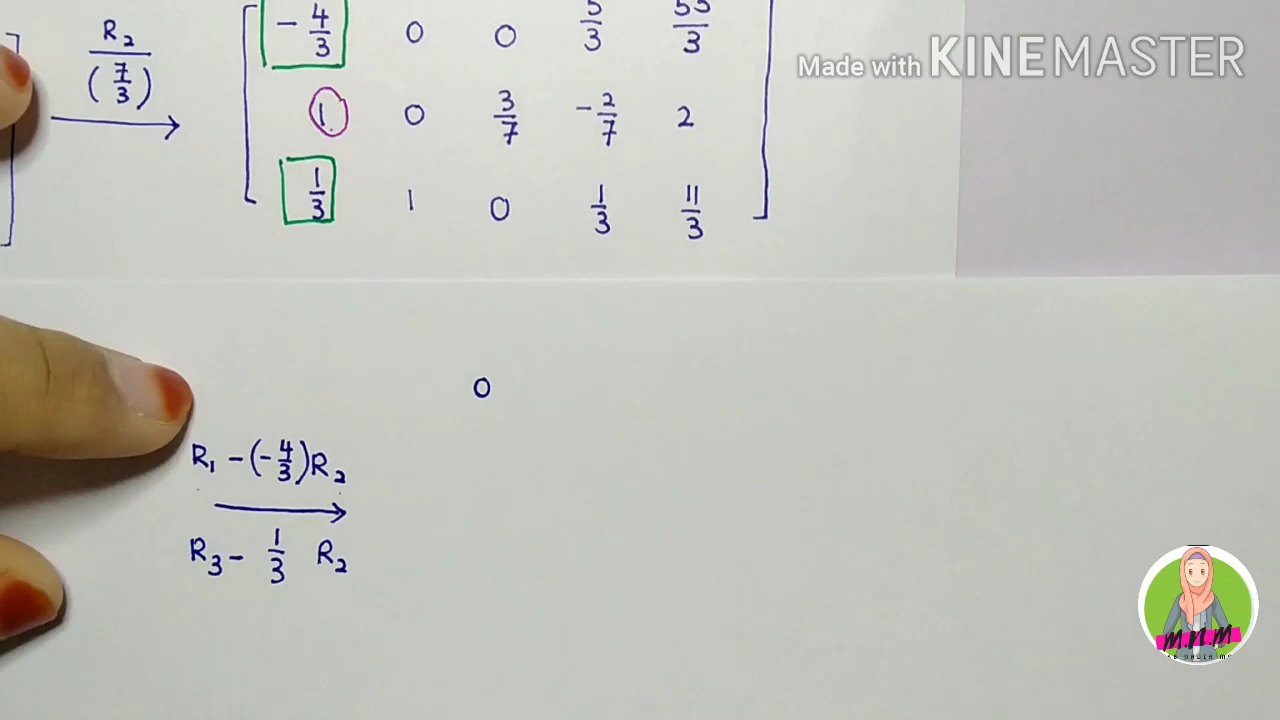 R₂ / (7/3) →
-4/3 0 0 5/3 55/3
1 0 3/7 -2/7 2
1/3 1 0 1/3 11/3
Made with KINEMASTER
0
R₁ - (-4/3)R₂
→
R₃ - 1/3 R₂
M.N.M